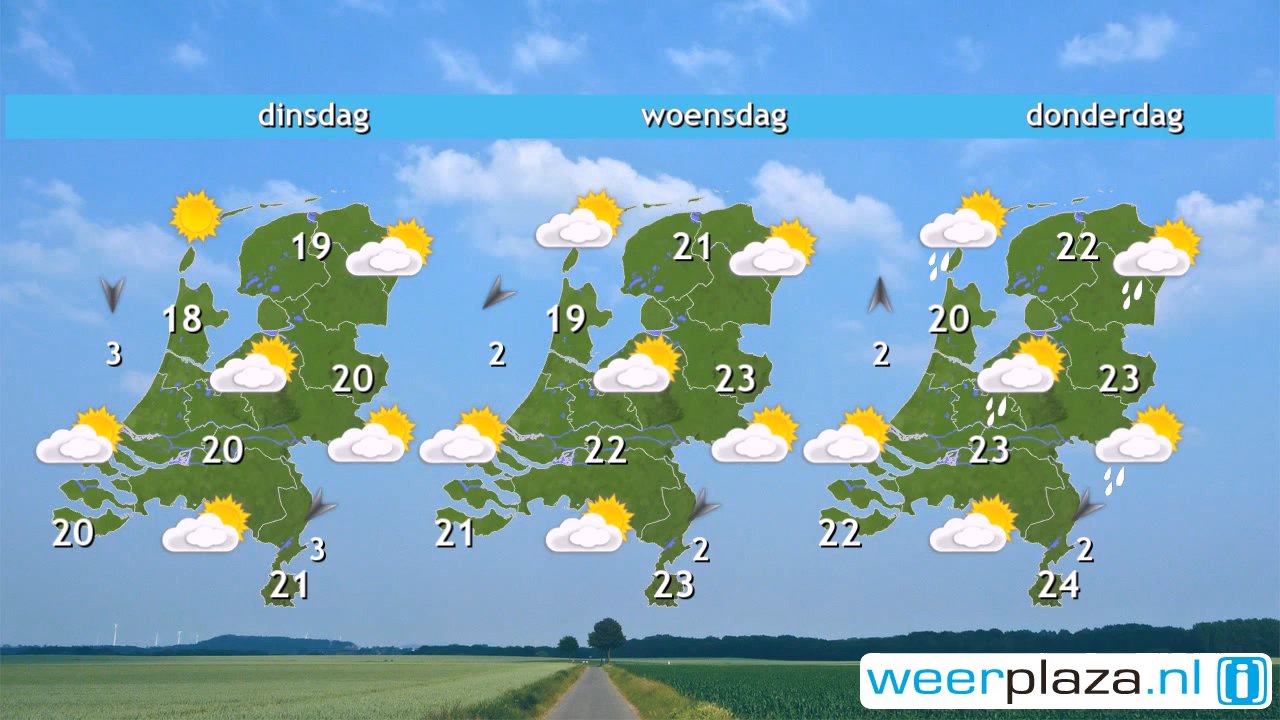 dinsdag woensdag donderdag
19 21 22
18 19 20
3 2 2
20 23 23
20 22 23
20 21 22
3 2 2
21 23 24
weerplaza.nl i